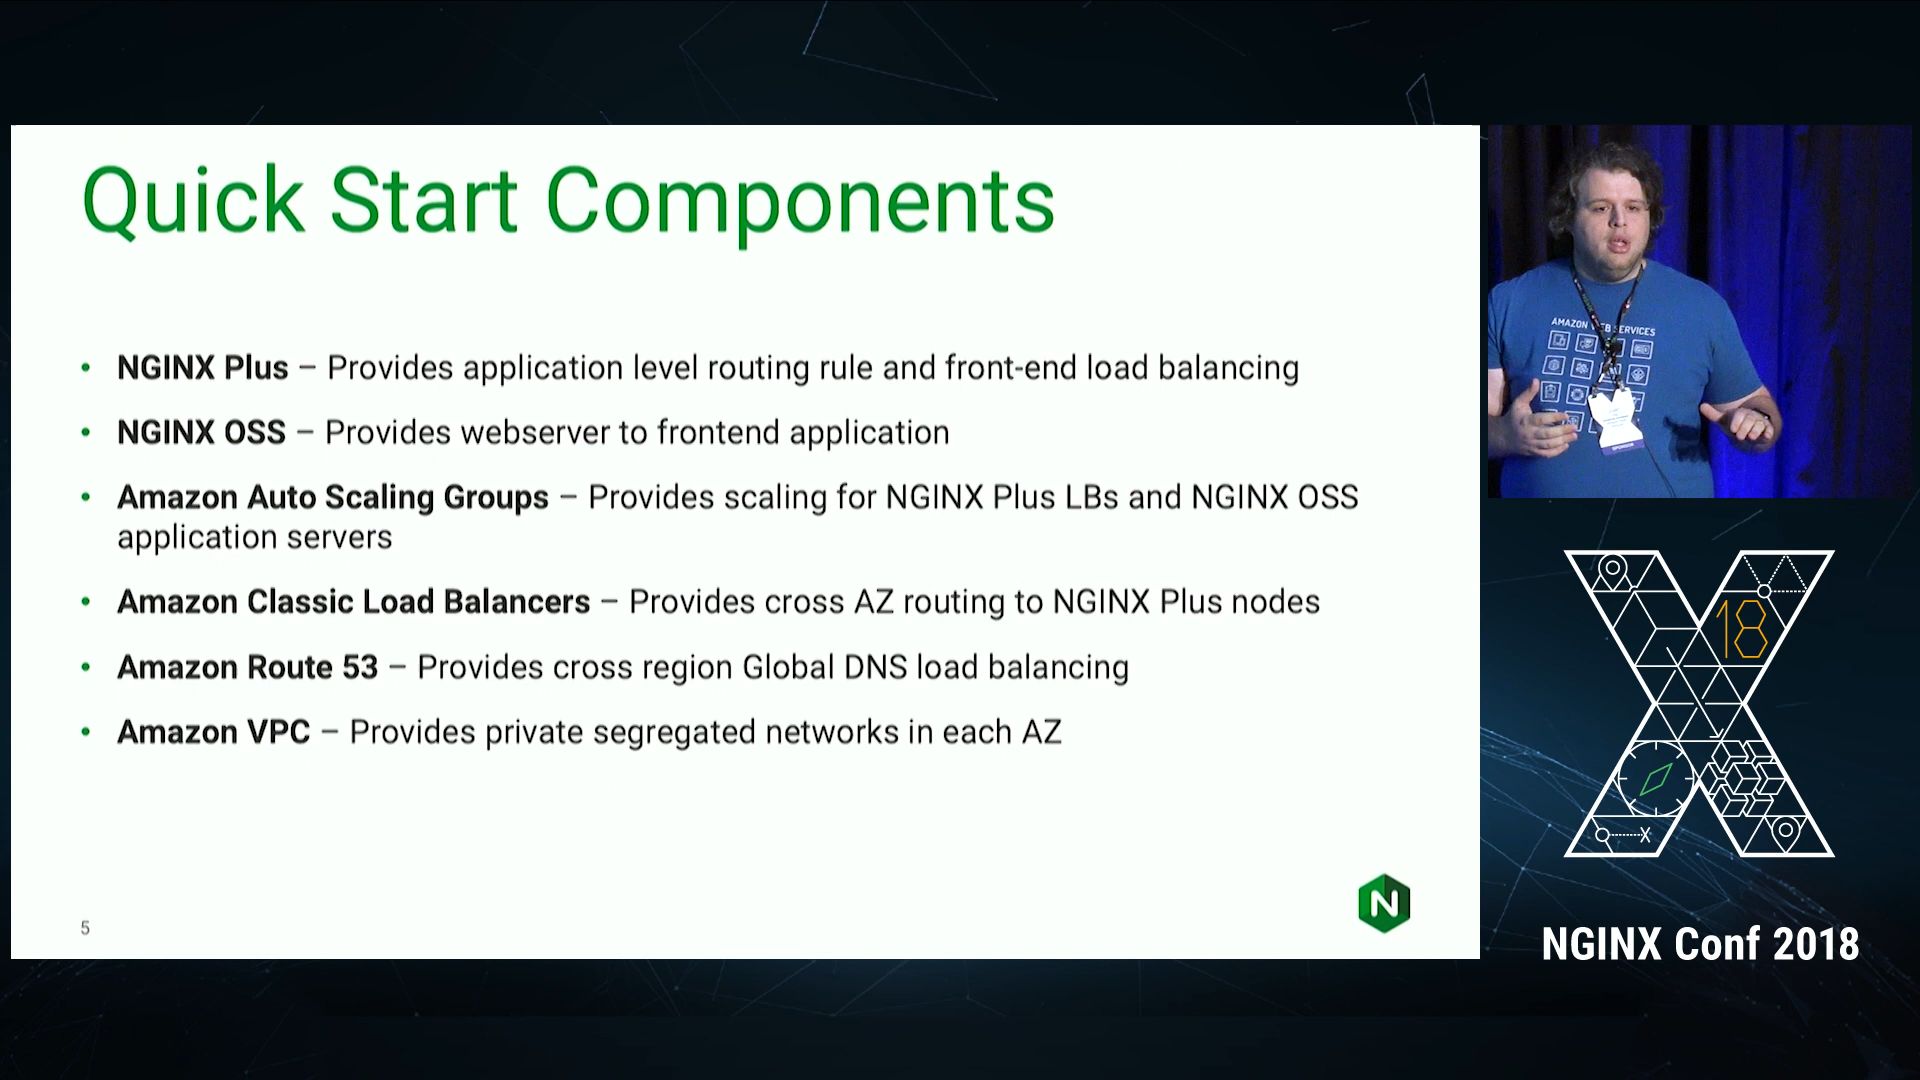 Quick Start Components
• NGINX Plus – Provides application level routing rule and front-end load balancing
• NGINX OSS – Provides webserver to frontend application
• Amazon Auto Scaling Groups – Provides scaling for NGINX Plus LBs and NGINX OSS
application servers
• Amazon Classic Load Balancers – Provides cross AZ routing to NGINX Plus nodes
• Amazon Route 53 – Provides cross region Global DNS load balancing
• Amazon VPC – Provides private segregated networks in each AZ
5
N
AMAZON WEB SERVICES
18
X
NGINX Conf 2018